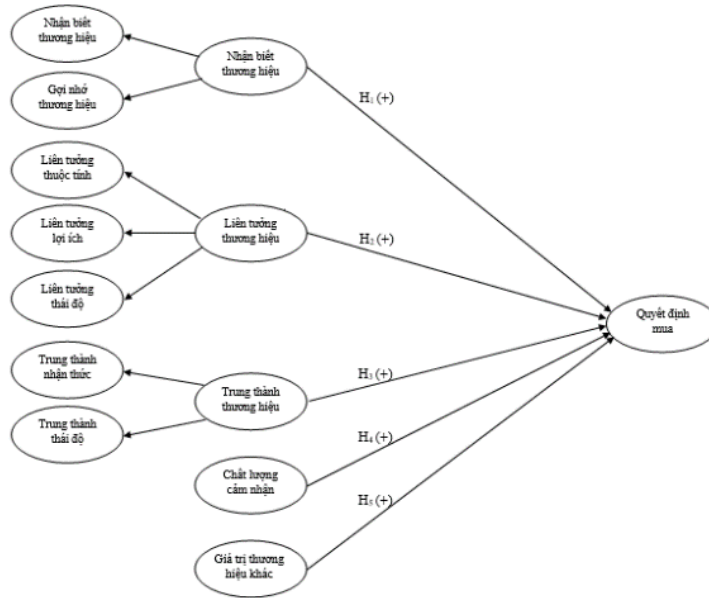 Nhận biết
thương hiệu
Gợi nhớ
thương hiệu
Liên tưởng
thuộc tính
Liên tưởng
lợi ích
Liên tưởng
thái độ
Trung thành
nhận thức
Trung thành
thái độ
Nhận biết
thương hiệu
Liên tưởng
thương hiệu
Trung thành
thương hiệu
Chất lượng
cảm nhận
Giá trị thương
hiệu khác
H₁ (+)
H₂ (+)
H₃ (+)
H₄ (+)
H₅ (+)
Quyết định
mua